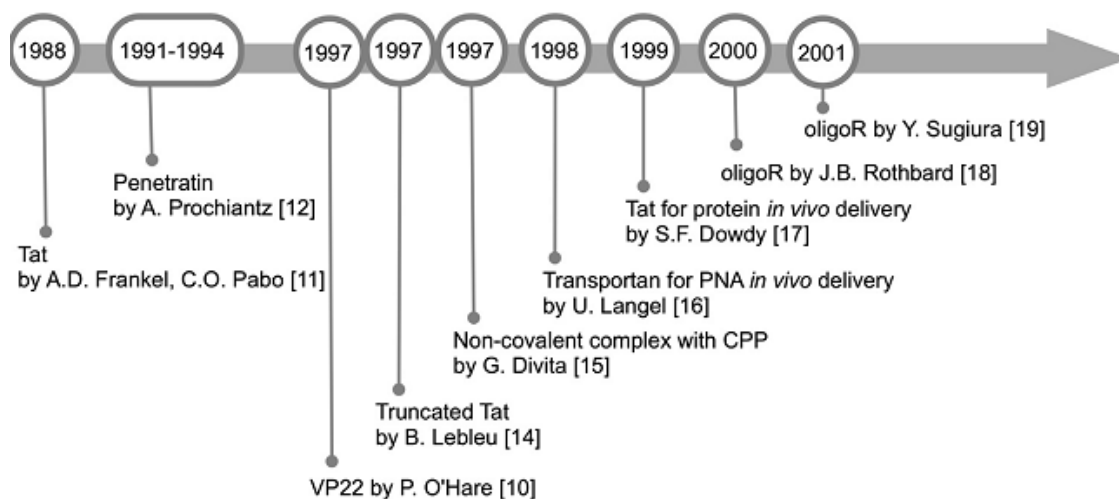 1988
1991-1994
1997
1997
1997
1998
1999
2000
2001
oligoR by Y. Sugiura [19]
oligoR by J.B. Rothbard [18]
Penetratin
by A. Prochiantz [12]
Tat for protein in vivo delivery
by S.F. Dowdy [17]
Tat
by A.D. Frankel, C.O. Pabo [11]
Transportan for PNA in vivo delivery
by U. Langel [16]
Non-covalent complex with CPP
by G. Divita [15]
Truncated Tat
by B. Lebleu [14]
VP22 by P. O'Hare [10]